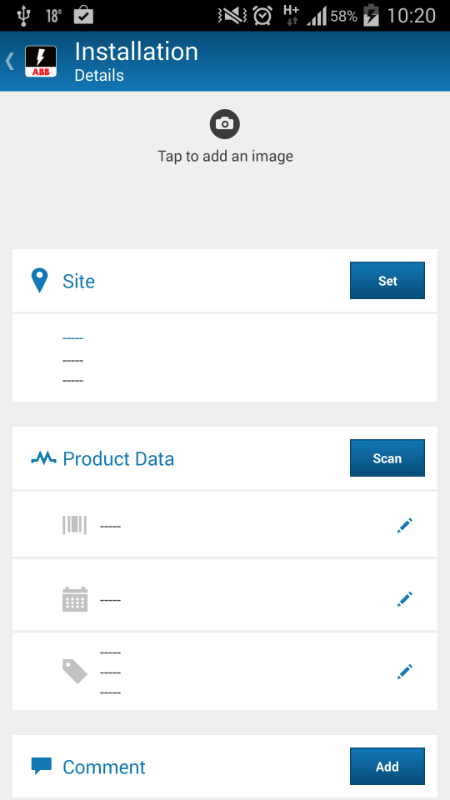 18°
H+
58%
10:20
ABB
Installation
Details
Tap to add an image
Site
Set
-----
-----
-----
Product Data
Scan
-----
-----
-----
-----
-----
Comment
Add